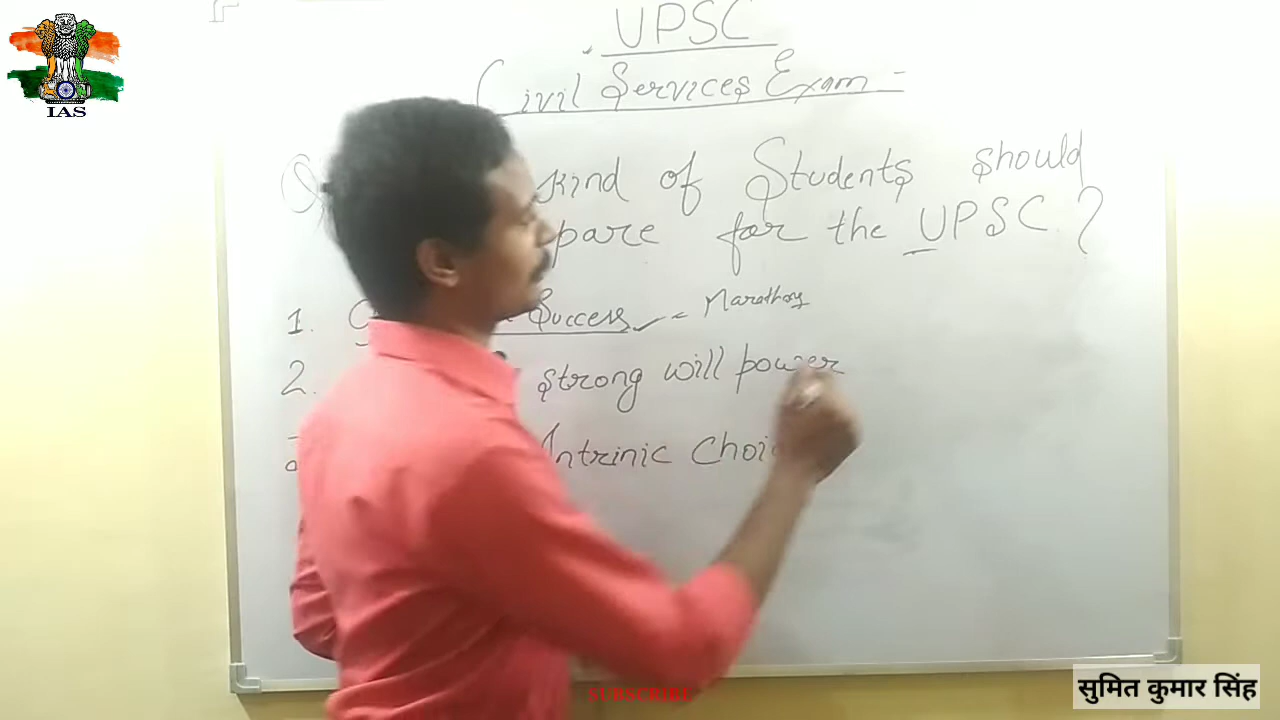 UPSC
Civil Services Exam -
IAS
kind of Students should
pare for the UPSC ?
1. Success - Marathon
2. strong will power
Intrinic Choi
SUBSCRIBE
सुमित कुमार सिंह